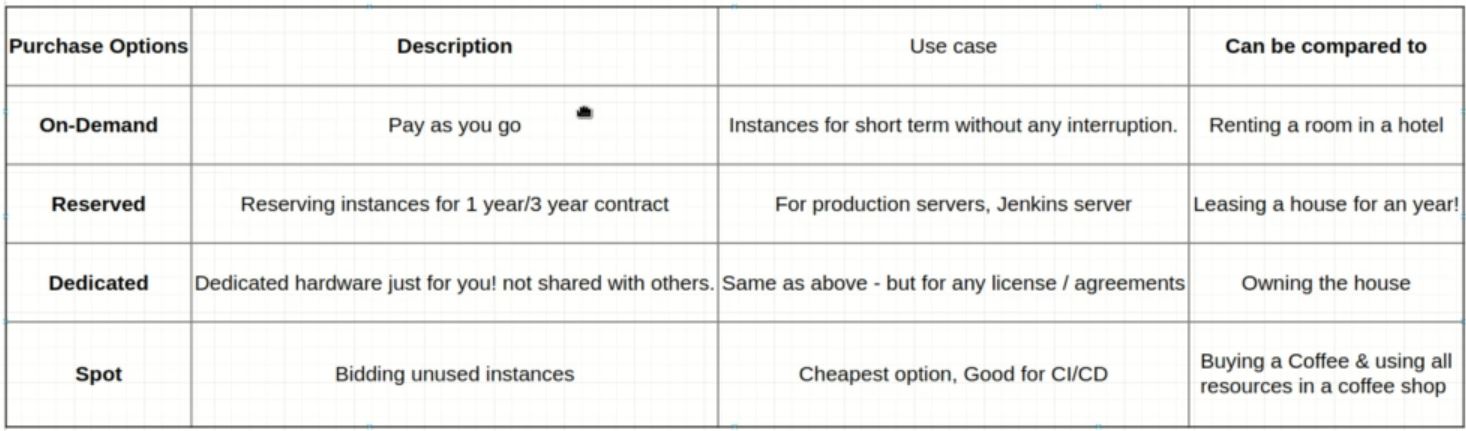 Purchase Options Description Use case Can be compared to
On-Demand Pay as you go Instances for short term without any interruption. Renting a room in a hotel
Reserved Reserving instances for 1 year/3 year contract For production servers, Jenkins server Leasing a house for an year!
Dedicated Dedicated hardware just for you! not shared with others. Same as above - but for any license / agreements Owning the house
Spot Bidding unused instances Cheapest option, Good for CI/CD Buying a Coffee & using all
resources in a coffee shop